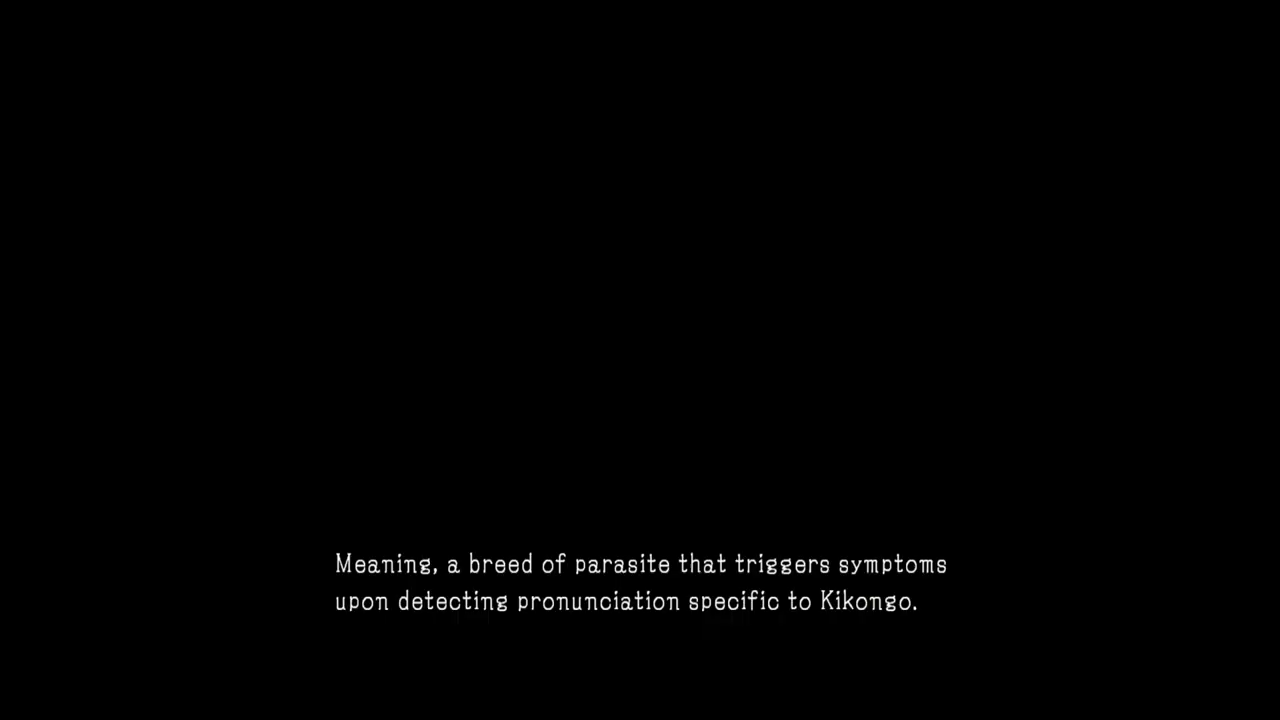 Meaning, a breed of parasite that triggers symptoms
upon detecting pronunciation specific to Kikongo.